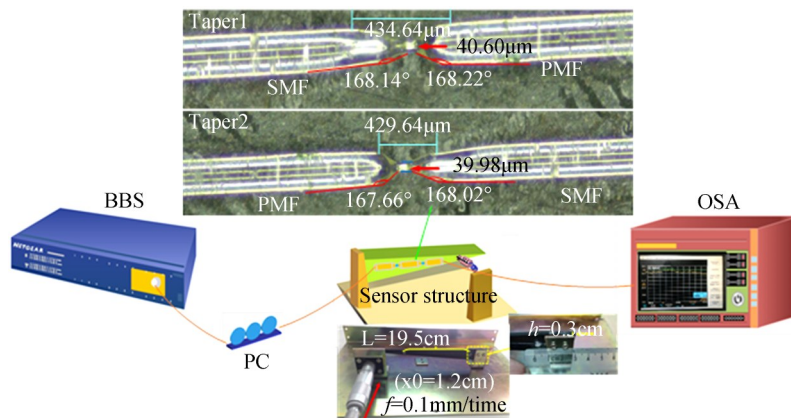 Taper1
434.64μm
40.60μm
168.14°
168.22°
SMF
PMF
Taper2
429.64μm
39.98μm
167.66°
168.02°
PMF
SMF
BBS
OSA
NETGEAR
Sensor structure
PC
L=19.5cm
h=0.3cm
(x0=1.2cm)
f=0.1mm/time